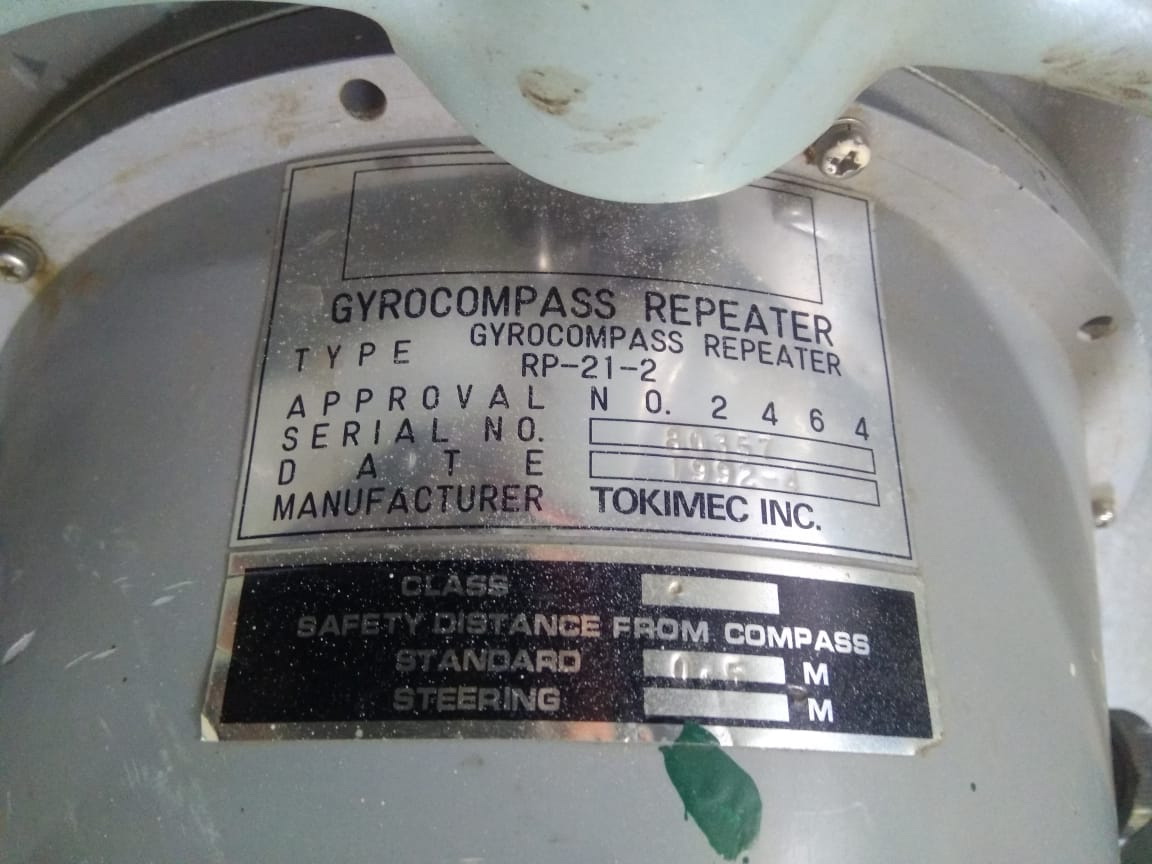 GYROCOMPASS REPEATER
TYPE GYROCOMPASS REPEATER
RP-21-2
APPROVAL NO. 2464
SERIAL NO. 80357
DATE 1992-
MANUFACTURER TOKIMEC INC.
CLASS
SAFETY DISTANCE FROM COMPASS
STANDARD M
STEERING M